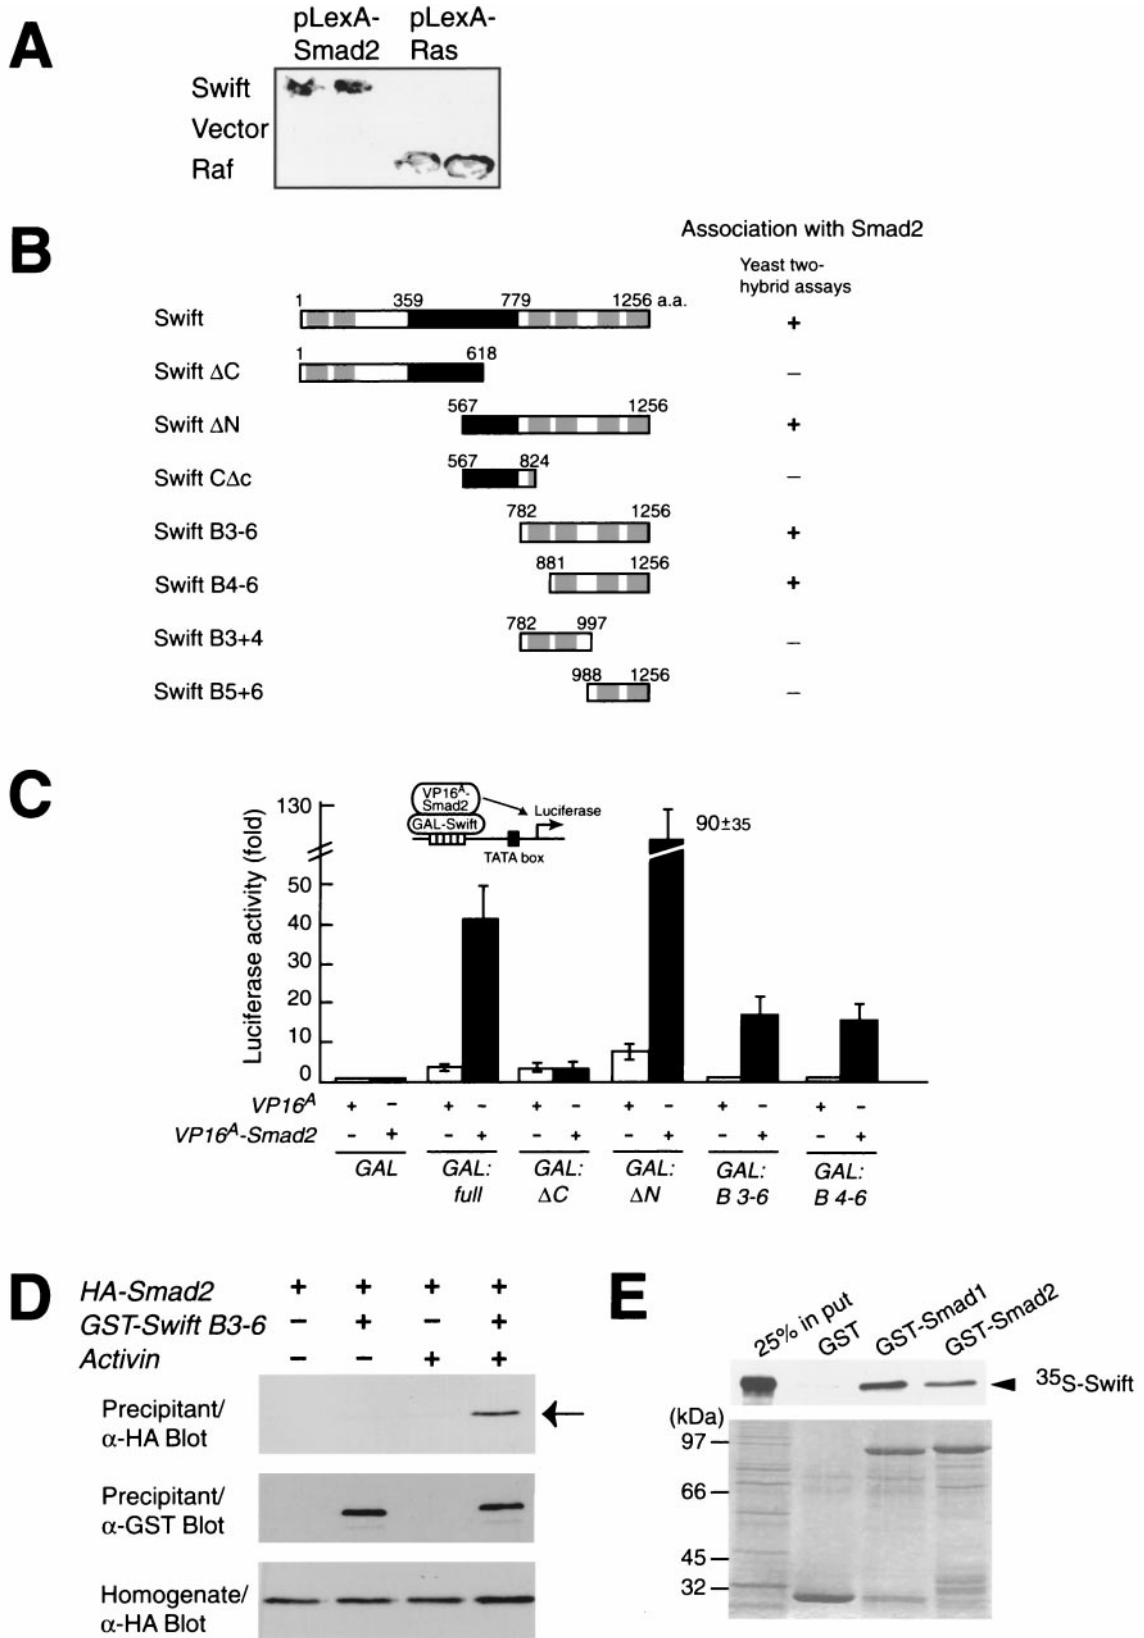 A
pLexA- pLexA-
Smad2 Ras
Swift
Vector
Raf
B
Association with Smad2
Yeast two-
hybrid assays
1 359 779 1256 a.a.
Swift +
1 618
Swift ΔC –
567 1256
Swift ΔN +
567 824
Swift CΔc –
782 1256
Swift B3-6 +
881 1256
Swift B4-6 +
782 997
Swift B3+4 –
988 1256
Swift B5+6 –
C
Luciferase activity (fold)
130
50
40
30
20
10
0
VP16A-
Smad2
GAL-Swift
Luciferase
TATA box
90±35
VP16A + - + - + - + - + - + -
VP16A-Smad2 - + - + - + - + - + - +
GAL GAL: GAL: GAL: GAL: GAL:
full ΔC ΔN B 3-6 B 4-6
D
HA-Smad2 + + + +
GST-Swift B3-6 – + – +
Activin – – + +
Precipitant/
α-HA Blot
Precipitant/
α-GST Blot
Homogenate/
α-HA Blot
E
25% in put
GST
GST-Smad1
GST-Smad2
35S-Swift
(kDa)
97
66
45
32